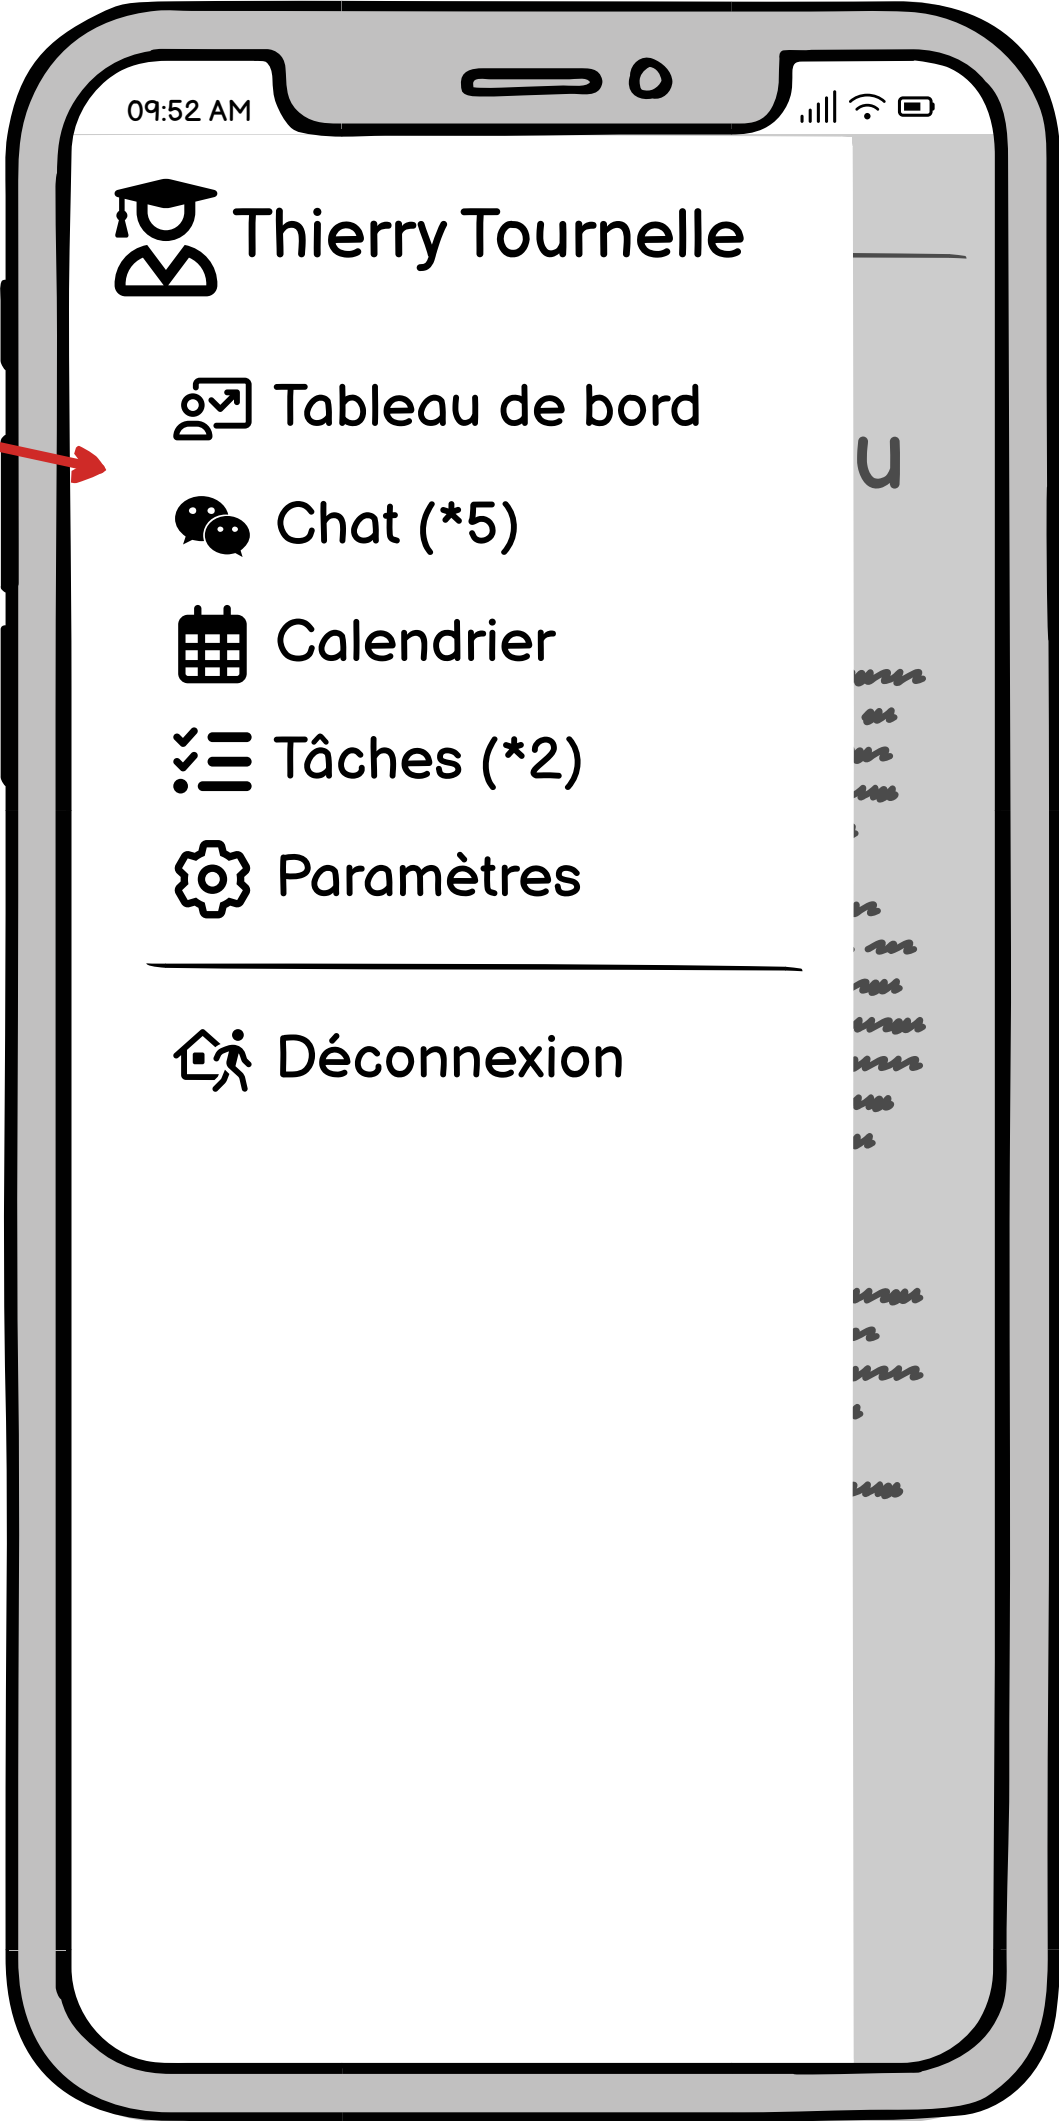 09:52 AM
Thierry Tournelle
Tableau de bord
u
Chat (*5)
Calendrier
Tâches (*2)
Paramètres
Déconnexion